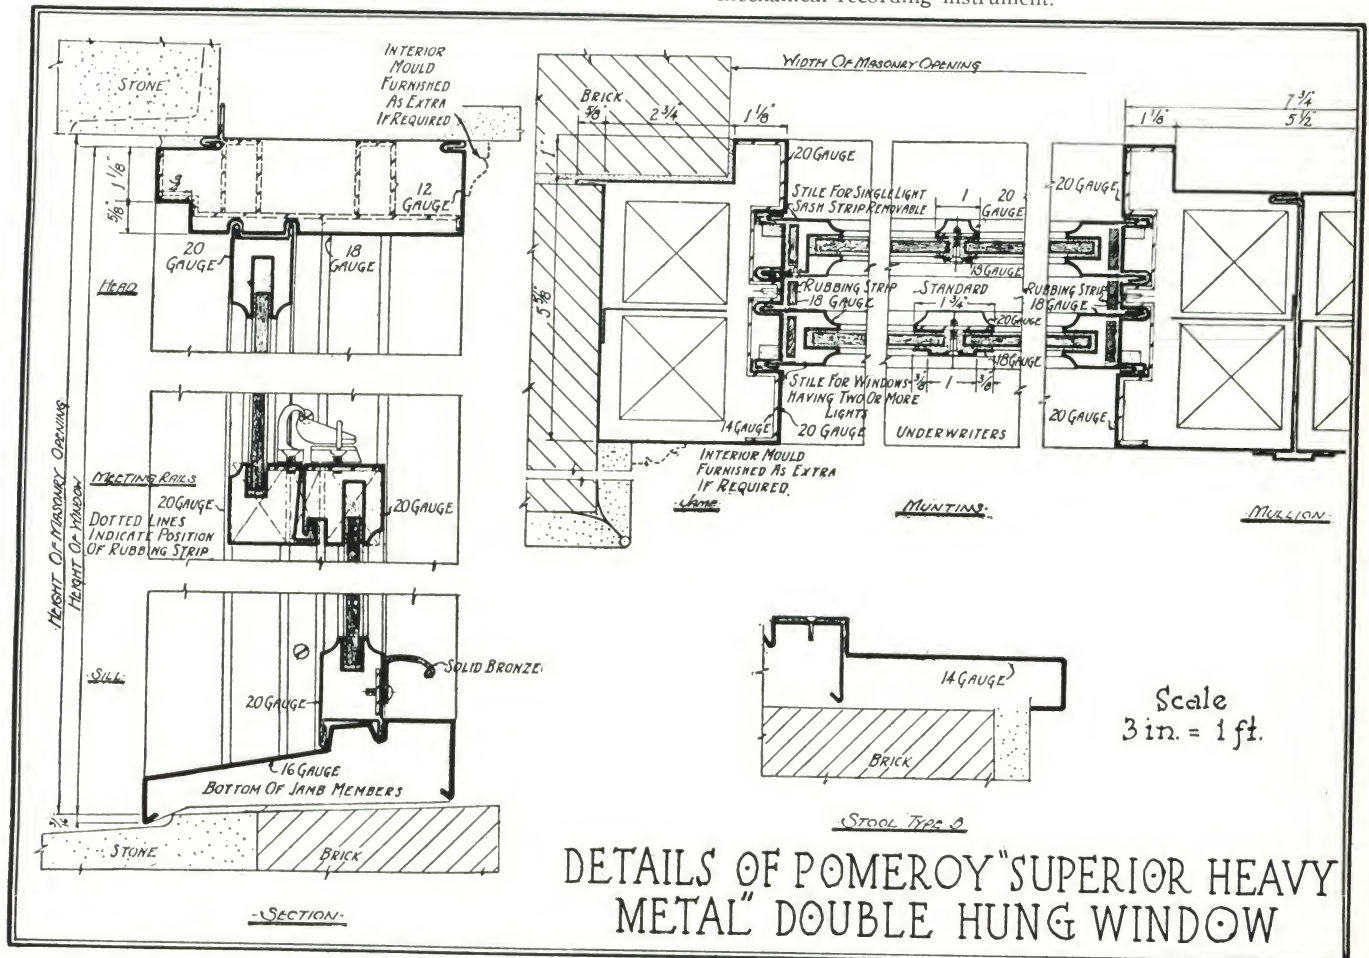 mechanical recording instrument.
STONE
INTERIOR
MOULD
FURNISHED
AS EXTRA
IF REQUIRED
1 1/8"
5/8"
12
GAUGE
20
GAUGE
18
GAUGE
HEAD
HEIGHT OF MASONRY OPENING
HEIGHT OF WINDOW
MEETING RAILS
20 GAUGE
20 GAUGE
DOTTED LINES
INDICATE POSITION
OF RUBBING STRIP
SILL
SOLID BRONZE
20 GAUGE
16 GAUGE
BOTTOM OF JAMB MEMBERS
STONE
BRICK
-SECTION-
WIDTH OF MASONRY OPENING
BRICK
5/8"
2 3/4"
1 1/8"
1"
20 GAUGE
STILE FOR SINGLE LIGHT
SASH STRIP REMOVABLE
1
20
GAUGE
18 GAUGE
RUBBING STRIP
18 GAUGE
STANDARD
1 3/4"
20 GAUGE
18 GAUGE
3/8"
1
3/8"
STILE FOR WINDOWS
HAVING TWO OR MORE
LIGHTS
14 GAUGE
20 GAUGE
UNDERWRITERS
INTERIOR MOULD
FURNISHED AS EXTRA
IF REQUIRED.
JAMB
MUNTINS
7 3/4"
1 1/8"
5 1/2"
20 GAUGE
RUBBING STRIP
18 GAUGE
20 GAUGE
MULLION
14 GAUGE
BRICK
Scale
3 in. = 1 ft.
DETAILS OF POMEROY "SUPERIOR HEAVY
METAL" DOUBLE HUNG WINDOW